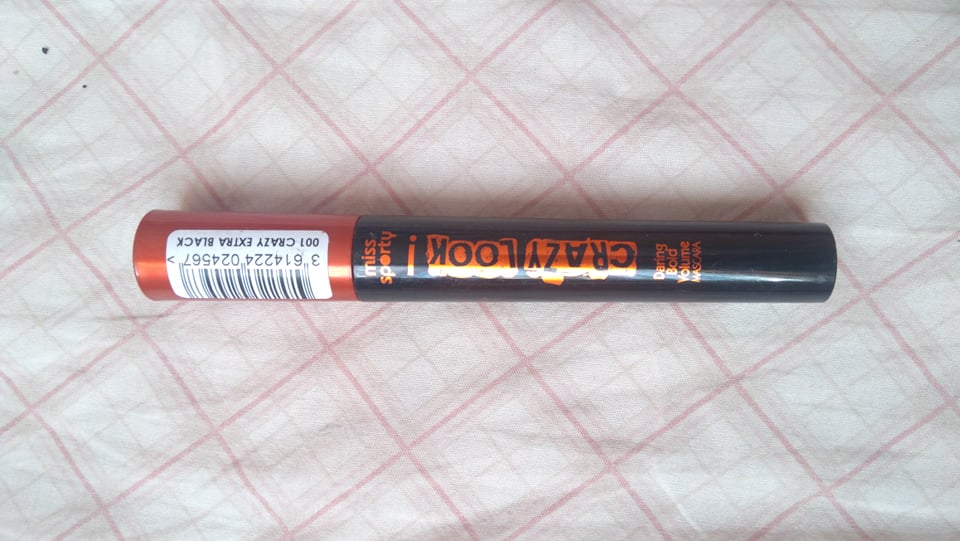 001 CRAZY EXTRA BLACK
3 614224 024567 >
miss
sporty
CRAZY LOOK!
Daring
Bold
Volume
MASCARA